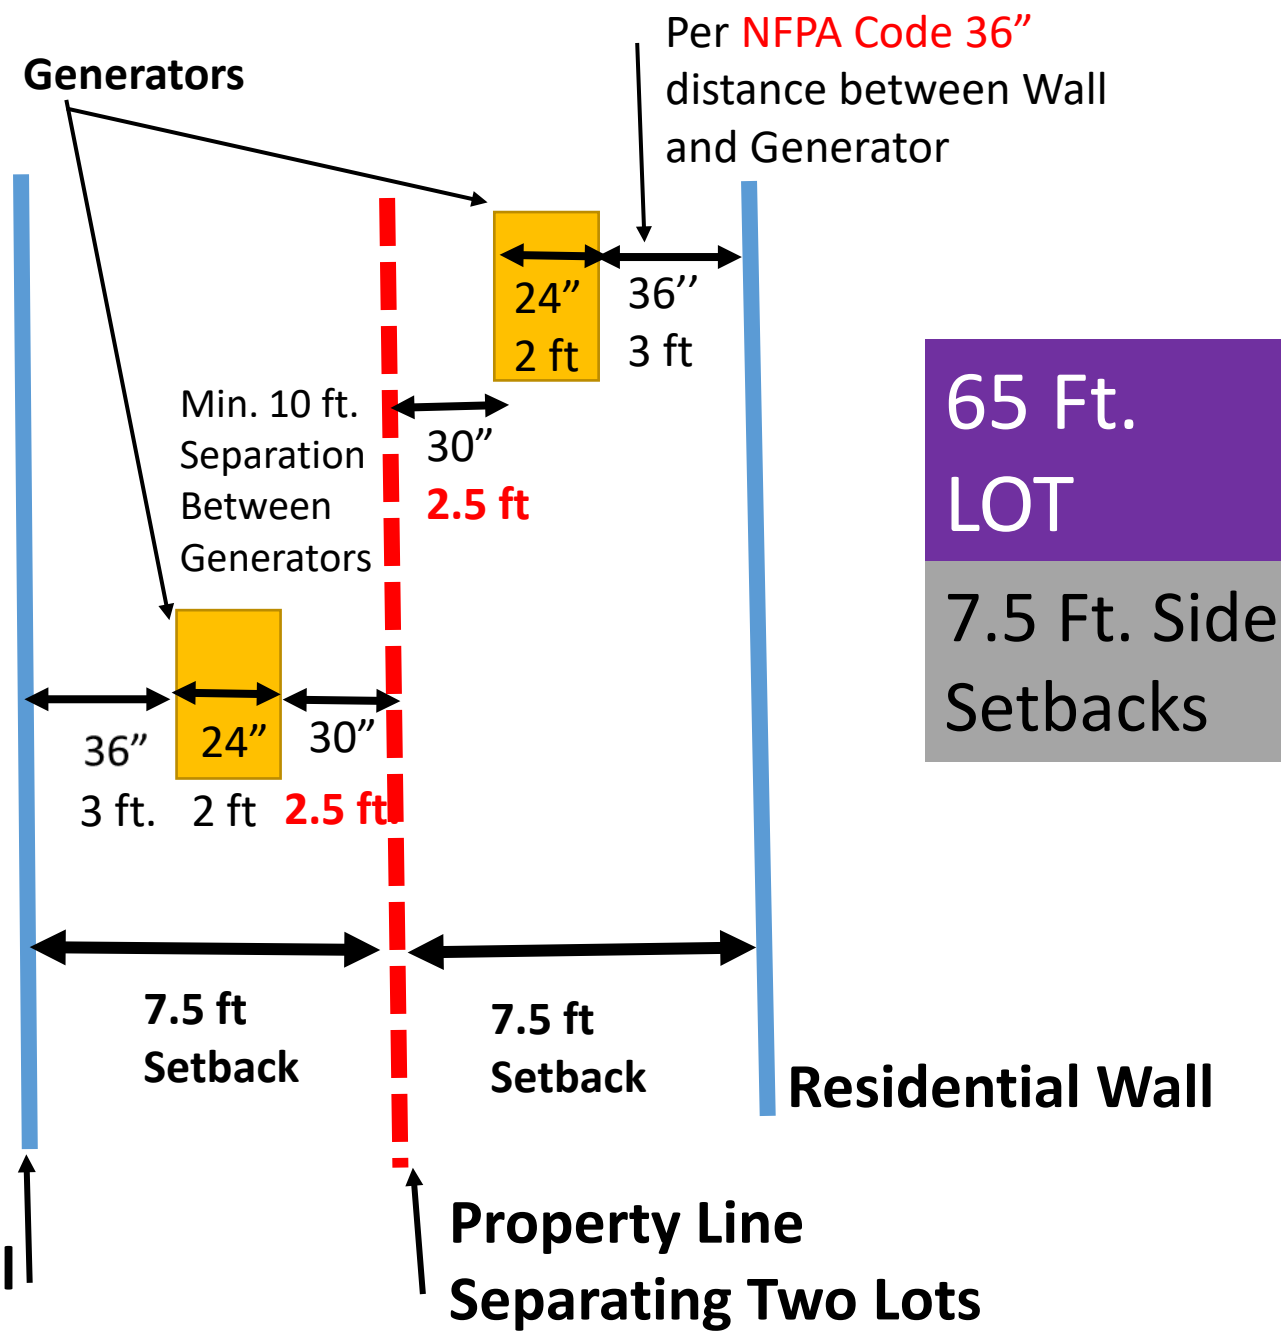 Per NFPA Code 36”
distance between Wall
and Generator
Generators
24”
2 ft
36’’
3 ft
30”
2.5 ft
Min. 10 ft.
Separation
Between
Generators
65 Ft.
LOT
7.5 Ft. Side
Setbacks
36”
3 ft.
24”
2 ft
30”
2.5 ft.
7.5 ft
Setback
7.5 ft
Setback
Residential Wall
Property Line
Separating Two Lots
l